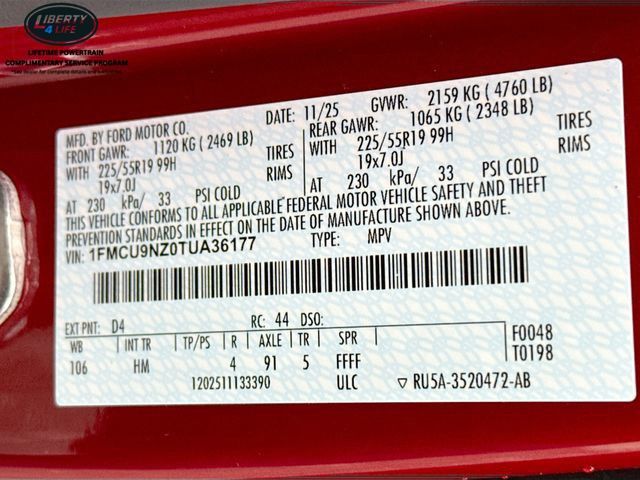 LIBERTY
4 LIFE
LIFETIME POWERTRAIN
COMPLIMENTARY SERVICE PROGRAM
MFD. BY FORD MOTOR CO.
DATE: 11/25 GVWR: 2159 KG ( 4760 LB)
FRONT GAWR: 1120 KG ( 2469 LB) REAR GAWR: 1065 KG ( 2348 LB)
WITH 225/55R19 99H TIRES WITH 225/55R19 99H TIRES
19x7.0J RIMS 19x7.0J RIMS
AT 230 kPa/ 33 PSI COLD AT 230 kPa/ 33 PSI COLD
THIS VEHICLE CONFORMS TO ALL APPLICABLE FEDERAL MOTOR VEHICLE SAFETY AND THEFT
PREVENTION STANDARDS IN EFFECT ON THE DATE OF MANUFACTURE SHOWN ABOVE.
VIN: 1FMCU9NZ0TUA36177 TYPE: MPV
EXT PNT: D4 RC: 44 DSO:
WB INT TR TP/PS R AXLE TR SPR F0048
106 HM 4 91 5 FFFF T0198
1202511133390 ULC RU5A-3520472-AB